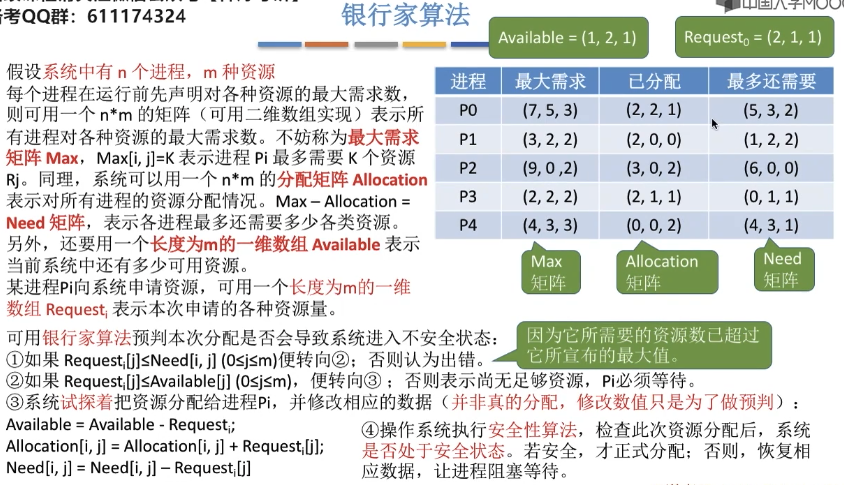 考QQ群：611174324
银行家算法
中国大学MOOC
Available = (1, 2, 1)
Request0 = (2, 1, 1)
假设系统中有 n 个进程，m 种资源
每个进程在运行前先声明对各种资源的最大需求数，
则可用一个 n*m 的矩阵（可用二维数组实现）表示所
有进程对各种资源的最大需求数。不妨称为最大需求
矩阵 Max，Max[i, j]=K 表示进程 Pi 最多需要 K 个资源
Rj。同理，系统可以用一个 n*m 的分配矩阵 Allocation
表示对所有进程的资源分配情况。Max – Allocation =
Need 矩阵，表示各进程最多还需要多少各类资源。
另外，还要用一个长度为m的一维数组 Available 表示
当前系统中还有多少可用资源。
某进程Pi向系统申请资源，可用一个长度为m的一维
数组 Requesti 表示本次申请的各种资源量。
进程 最大需求 已分配 最多还需要
P0 (7, 5, 3) (2, 2, 1) (5, 3, 2)
P1 (3, 2, 2) (2, 0, 0) (1, 2, 2)
P2 (9, 0 ,2) (3, 0, 2) (6, 0, 0)
P3 (2, 2, 2) (2, 1, 1) (0, 1, 1)
P4 (4, 3, 3) (0, 0, 2) (4, 3, 1)
Max
矩阵
Allocation
矩阵
Need
矩阵
可用银行家算法预判本次分配是否会导致系统进入不安全状态：
①如果 Requesti[j]≤Need[i, j] (0≤j≤m)便转向②；否则认为出错。
因为它所需要的资源数已超过
它所宣布的最大值。
②如果 Requesti[j]≤Available[j] (0≤j≤m)，便转向③ ；否则表示尚无足够资源，Pi必须等待。
③系统试探着把资源分配给进程Pi，并修改相应的数据（并非真的分配，修改数值只是为了做预判）：
Available = Available - Requesti;
Allocation[i, j] = Allocation[i, j] + Requesti[j];
Need[i, j] = Need[i, j] – Requesti[j]
④操作系统执行安全性算法，检查此次资源分配后，系统
是否处于安全状态。若安全，才正式分配；否则，恢复相
应数据，让进程阻塞等待。